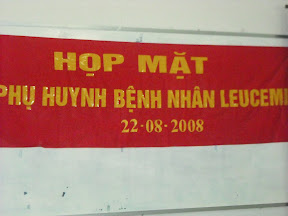 HỌP MẶT
PHỤ HUYNH BỆNH NHÂN LEUCEMI
22-08-2008